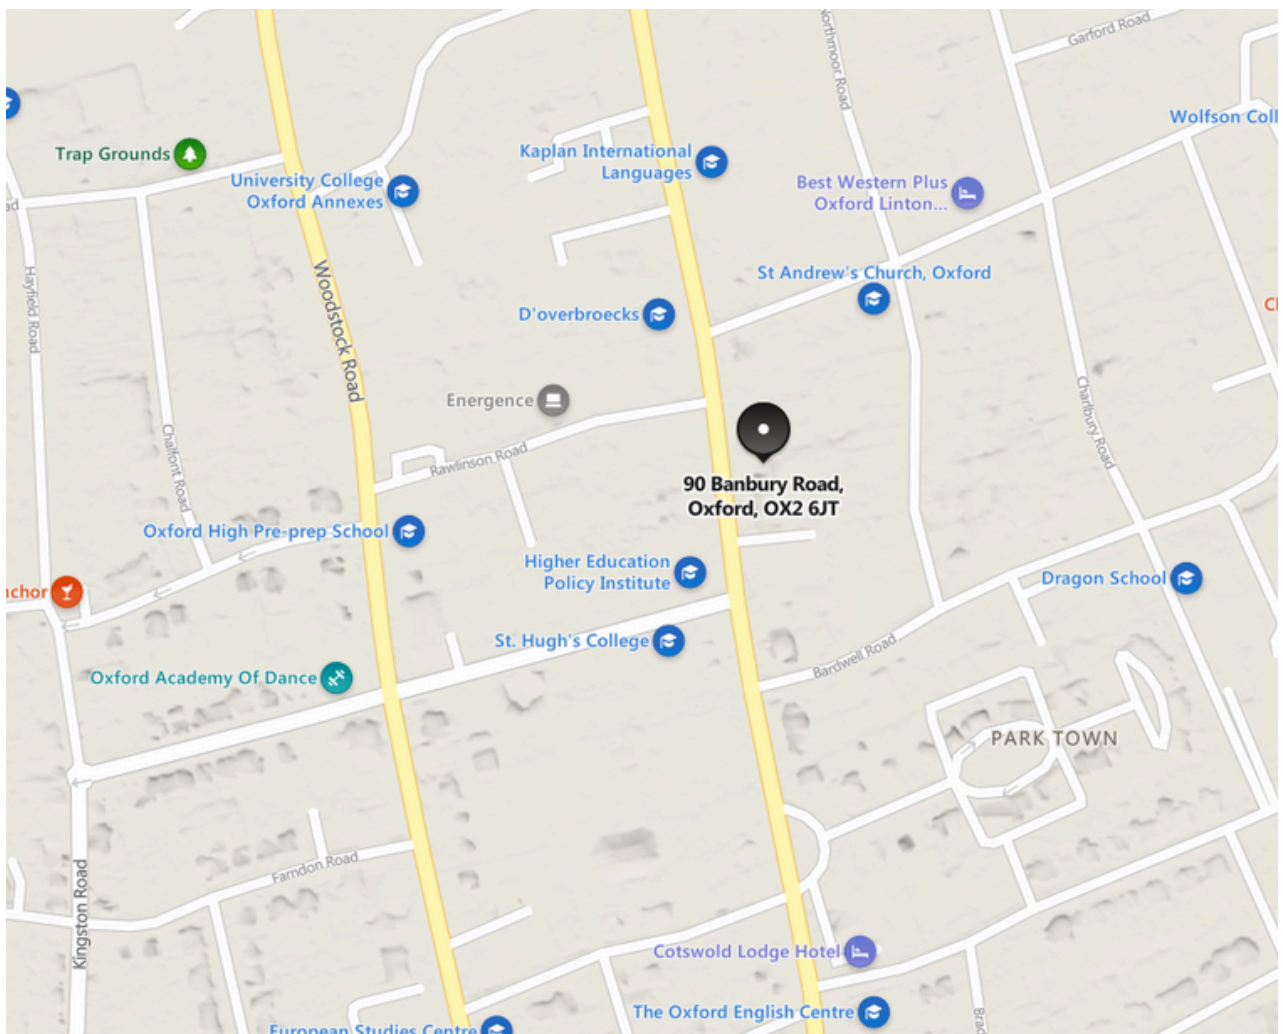 Northmoor Road
Garford Road
Wolfson Coll
Trap Grounds
Kaplan International
Languages
University College
Oxford Annexes
Best Western Plus
Oxford Linton...
ad
Hayfield Road
Woodstock Road
St Andrew's Church, Oxford
D'overbroecks
Energence
Chalfont Road
Rawlinson Road
Charlbury Road
90 Banbury Road,
Oxford, OX2 6JT
Oxford High Pre-prep School
Higher Education
Policy Institute
Dragon School
nchor
St. Hugh's College
Bardwell Road
Oxford Academy Of Dance
PARK TOWN
Farndon Road
Kingston Road
Cotswold Lodge Hotel
The Oxford English Centre
Brad
European Studies Centre